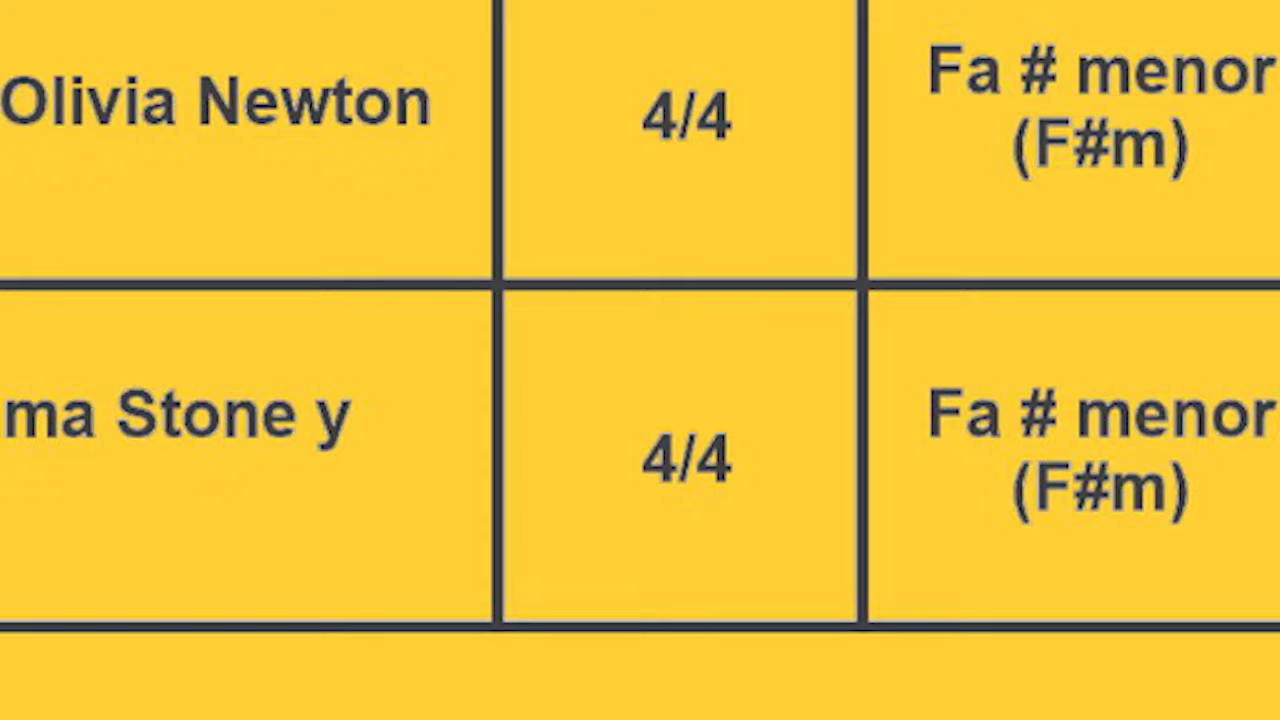 Olivia Newton
4/4
Fa # menor
(F#m)
ma Stone y
4/4
Fa # menor
(F#m)